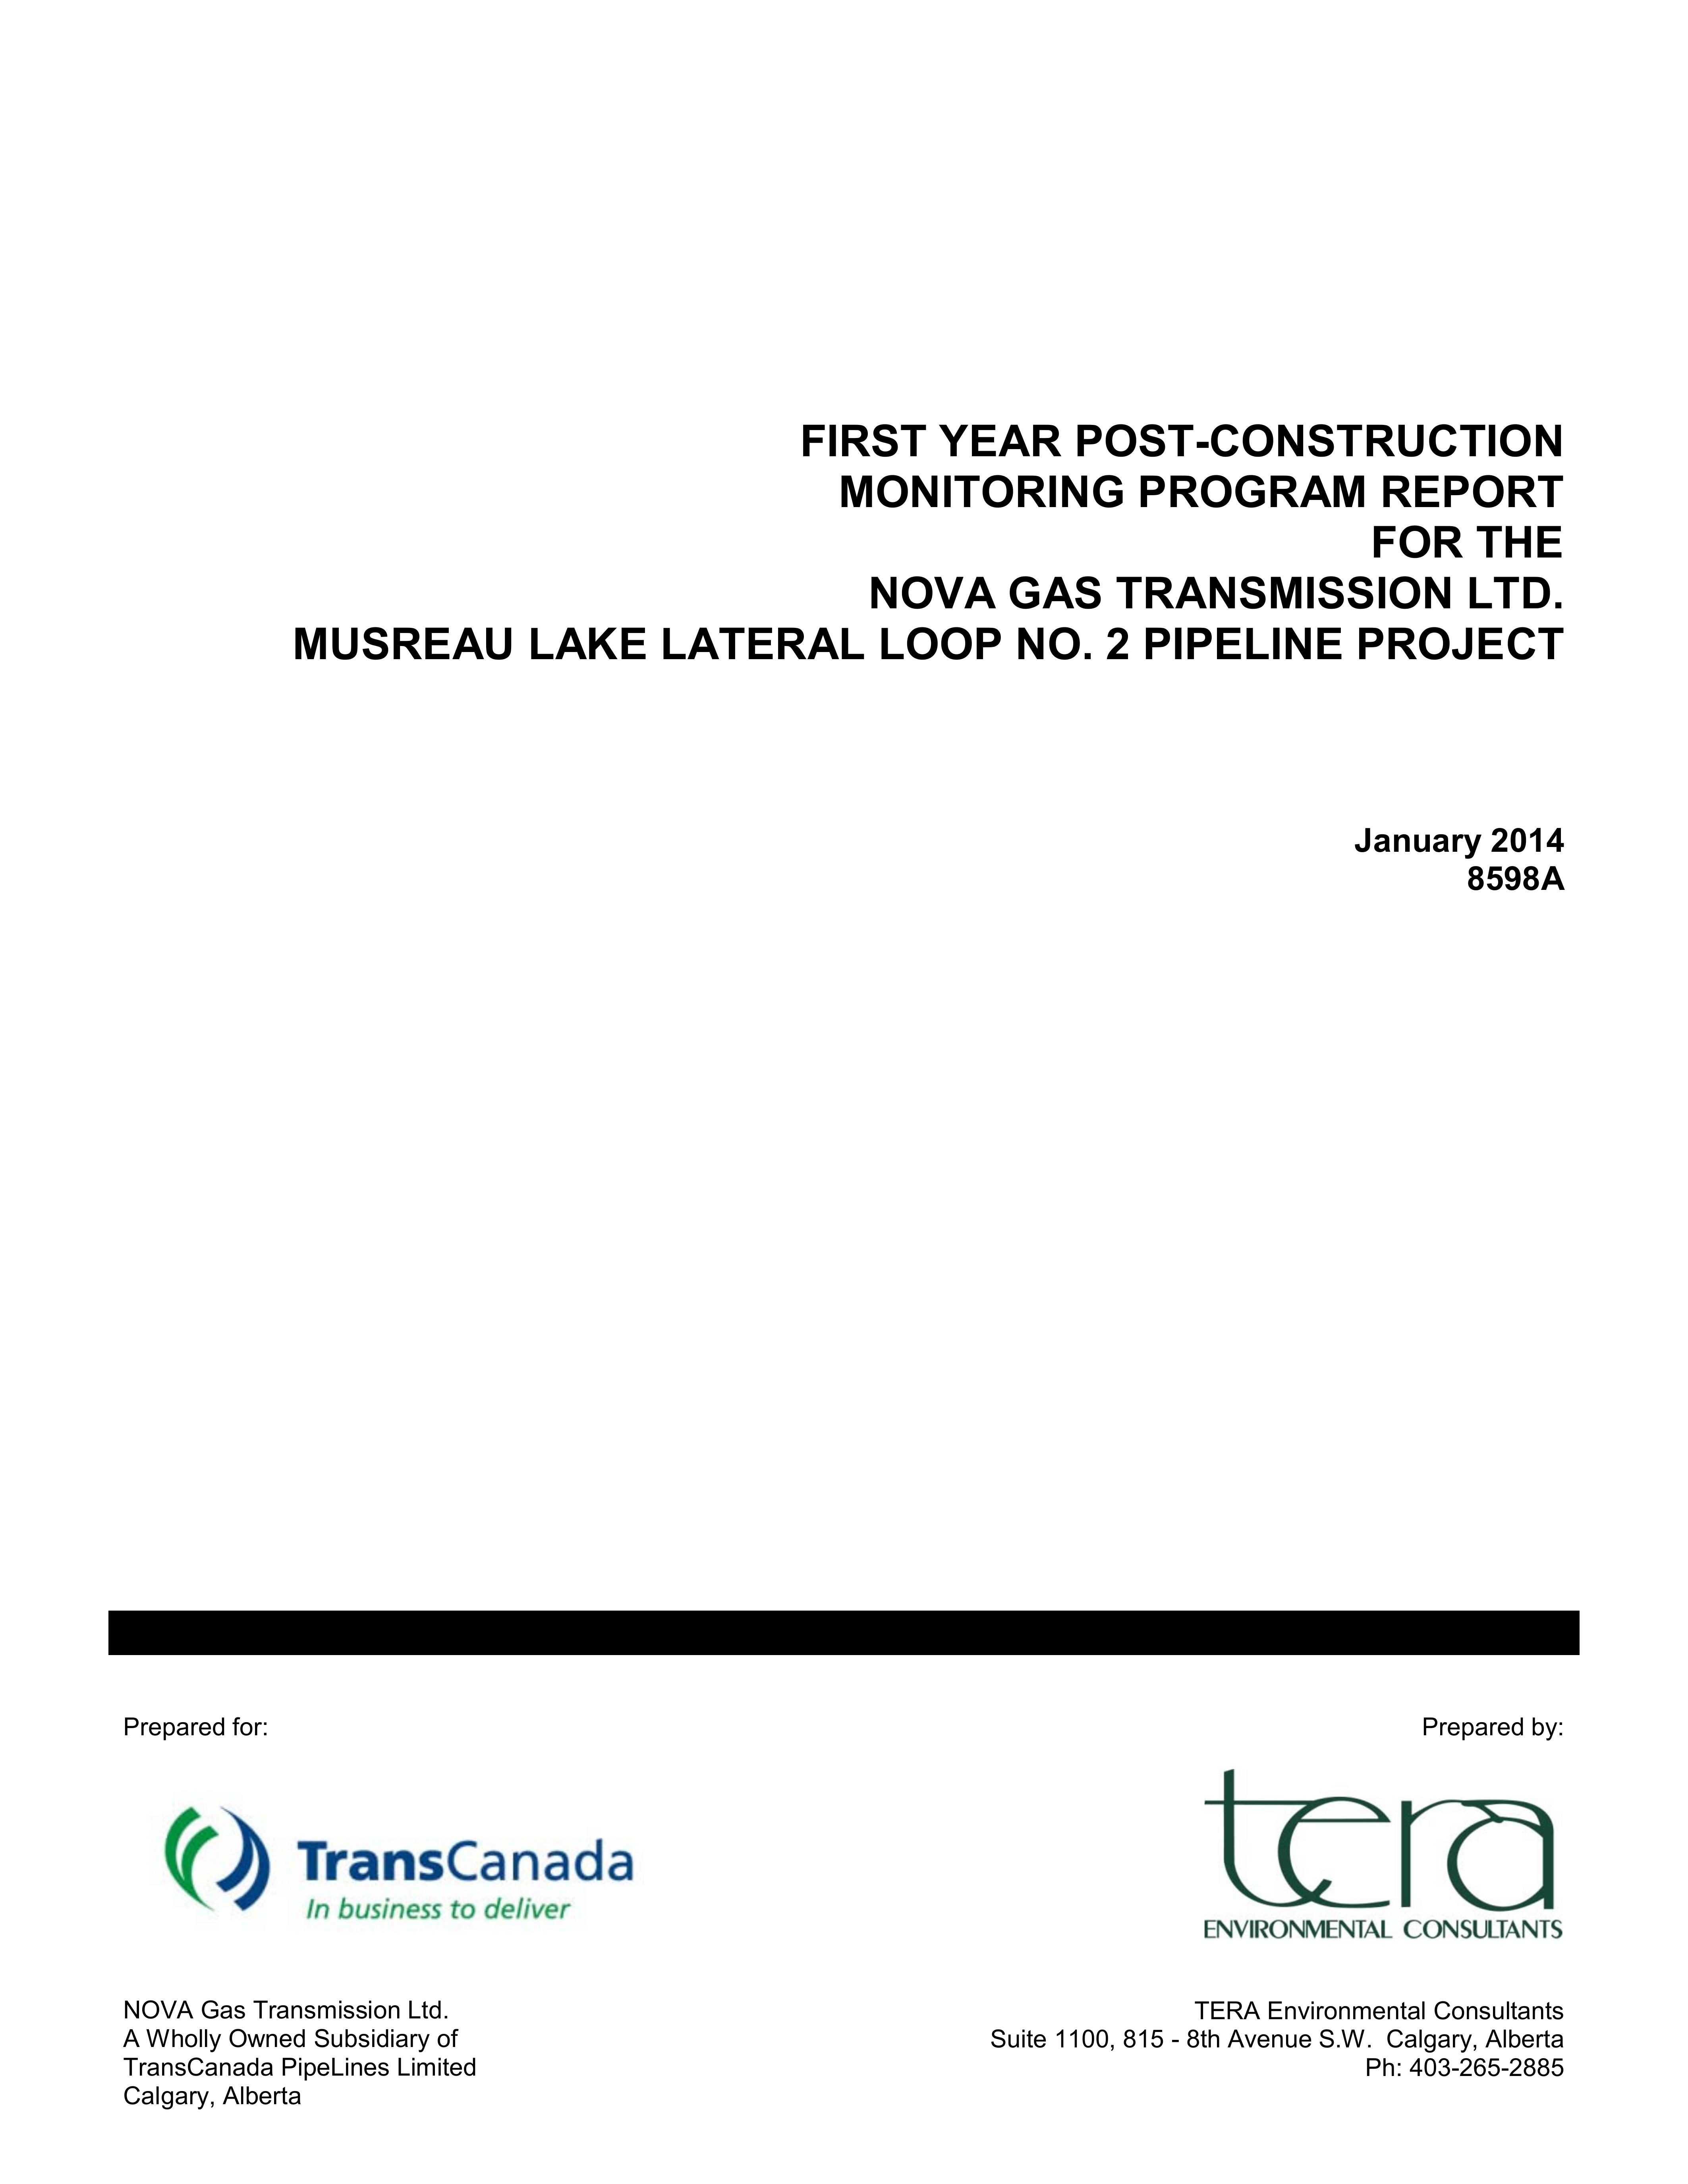 FIRST YEAR POST-CONSTRUCTION
MONITORING PROGRAM REPORT
FOR THE
NOVA GAS TRANSMISSION LTD.
MUSREAU LAKE LATERAL LOOP NO. 2 PIPELINE PROJECT
January 2014
8598A
Prepared for:
TransCanada
In business to deliver
NOVA Gas Transmission Ltd.
A Wholly Owned Subsidiary of
TransCanada PipeLines Limited
Calgary, Alberta
Prepared by:
tera
ENVIRONMENTAL CONSULTANTS
TERA Environmental Consultants
Suite 1100, 815 - 8th Avenue S.W.  Calgary, Alberta
Ph: 403-265-2885